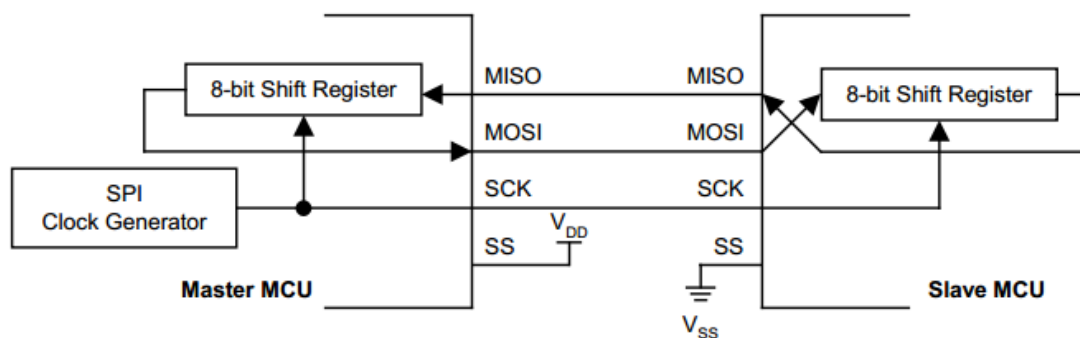 MISO
MISO
8-bit Shift Register
8-bit Shift Register
MOSI
MOSI
SPI
Clock Generator
SCK
SCK
VDD
SS
SS
Master MCU
Slave MCU
VSS